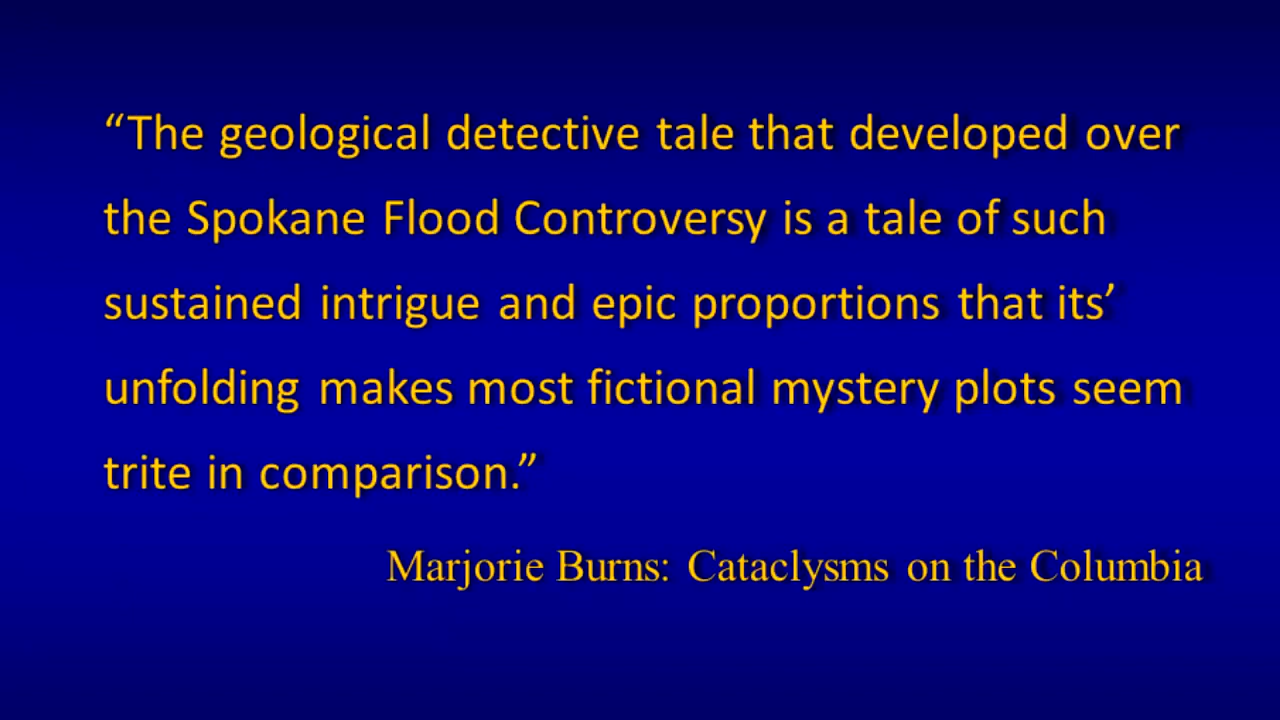 “The geological detective tale that developed over
the Spokane Flood Controversy is a tale of such
sustained intrigue and epic proportions that its’
unfolding makes most fictional mystery plots seem
trite in comparison.”
Marjorie Burns: Cataclysms on the Columbia